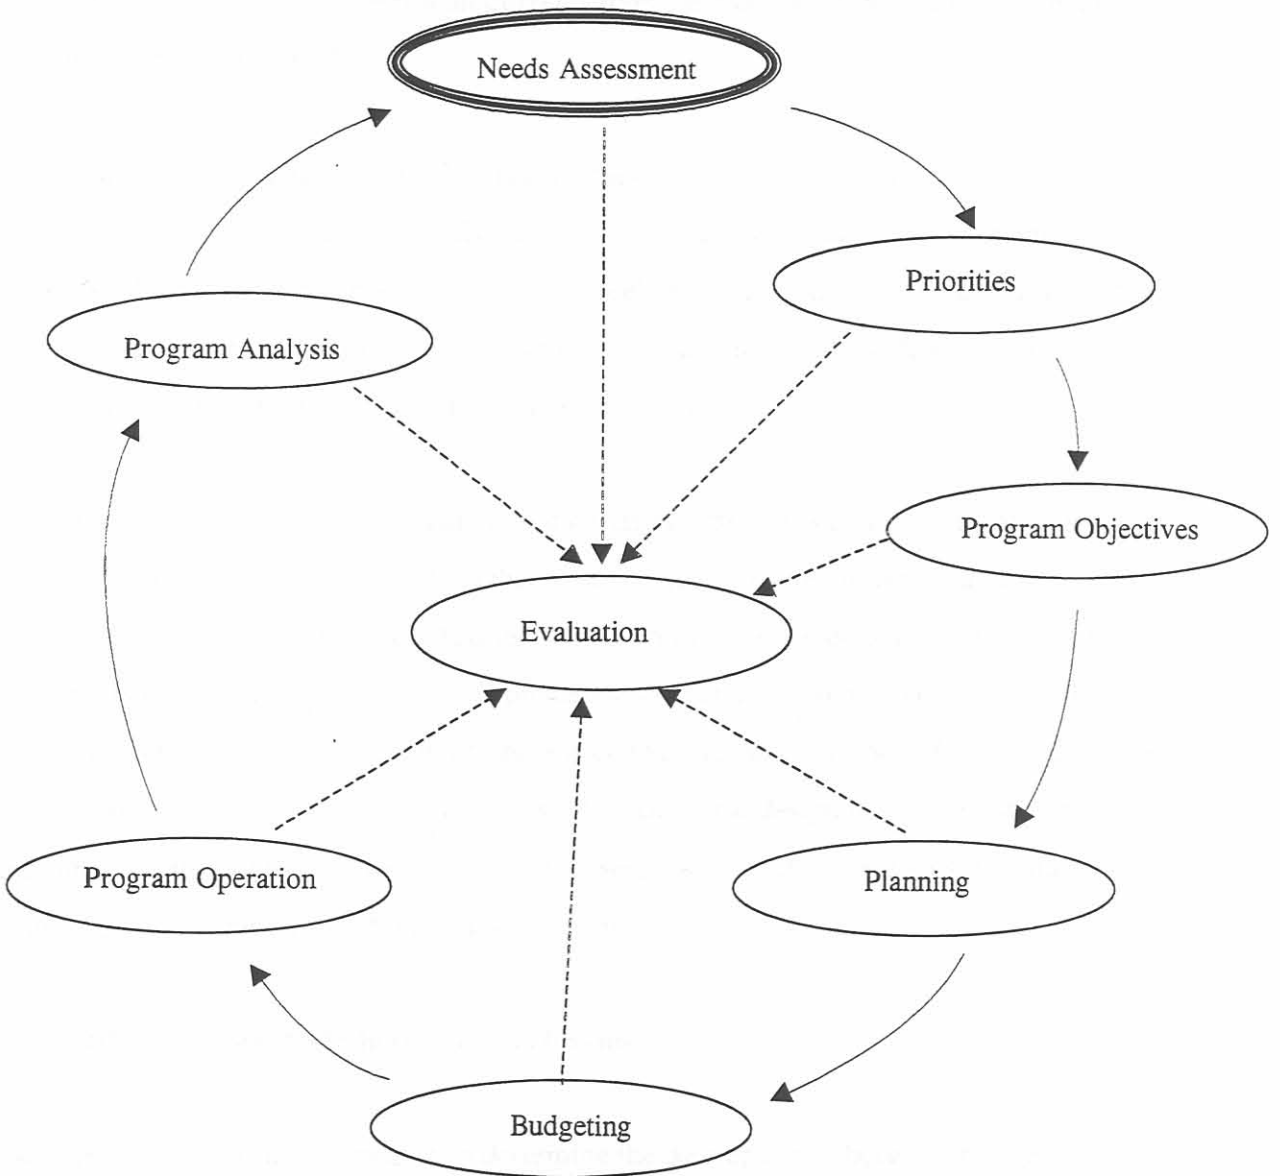 Needs Assessment
Priorities
Program Analysis
Program Objectives
Evaluation
Program Operation
Planning
Budgeting